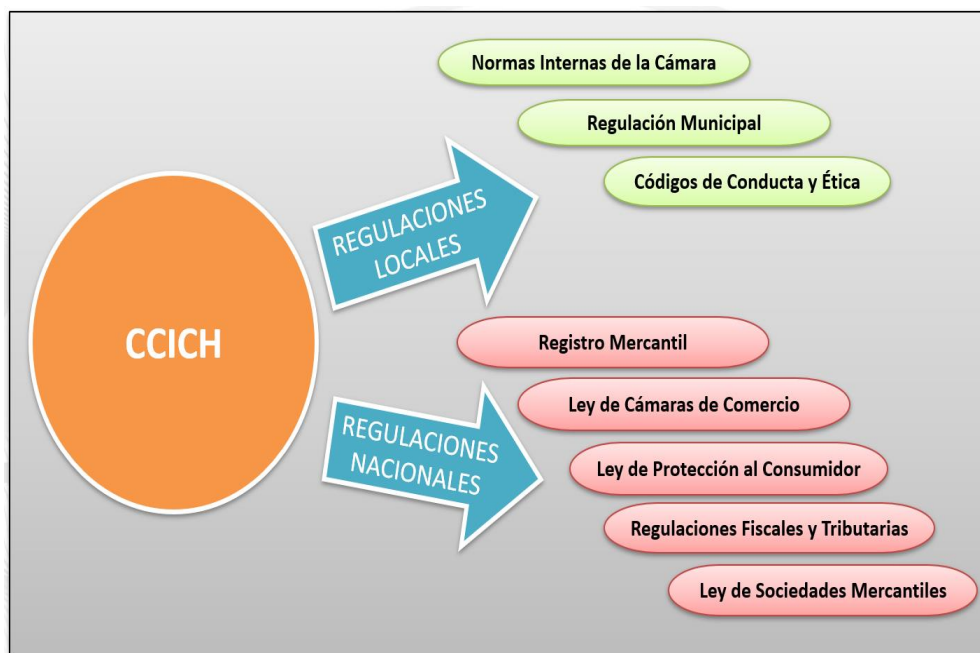 CCICH
REGULACIONES
LOCALES
Normas Internas de la Cámara
Regulación Municipal
Códigos de Conducta y Ética
REGULACIONES
NACIONALES
Registro Mercantil
Ley de Cámaras de Comercio
Ley de Protección al Consumidor
Regulaciones Fiscales y Tributarias
Ley de Sociedades Mercantiles